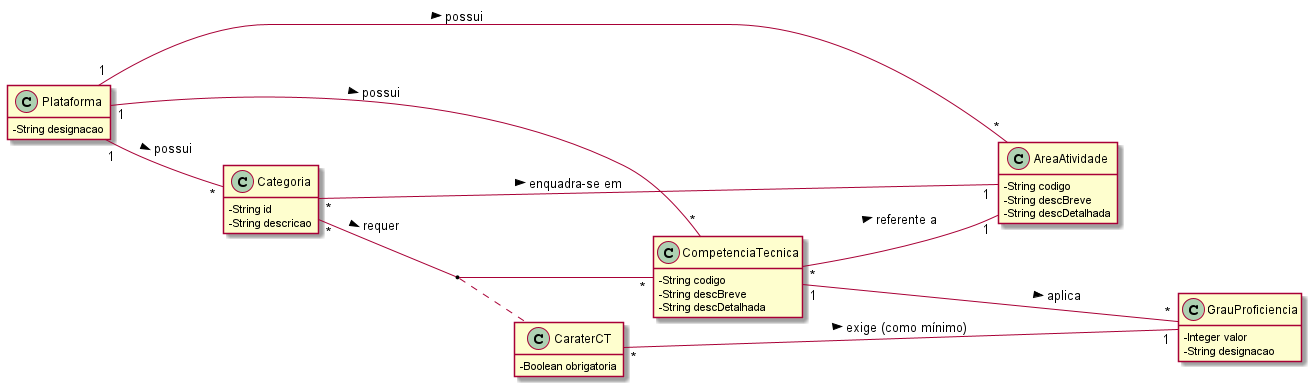 ► possui
1
C Plataforma
-String designacao
1
► possui
1
► possui
*
*
C AreaAtividade
-String codigo
-String descBreve
-String descDetalhada
C Categoria
-String id
-String descricao
*
► enquadra-se em
1
*
► requer
*
*
C CompetenciaTecnica
-String codigo
-String descBreve
-String descDetalhada
*
► referente a
1
1
► aplica
*
C GrauProficiencia
-Integer valor
-String designacao
C CaraterCT
-Boolean obrigatoria
*
► exige (como mínimo)
1